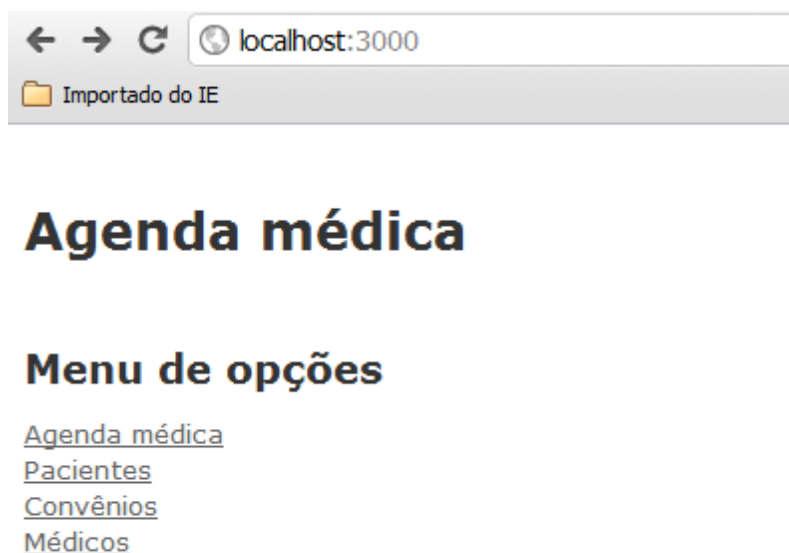 localhost:3000
Importado do IE
Agenda médica
Menu de opções
Agenda médica
Pacientes
Convênios
Médicos